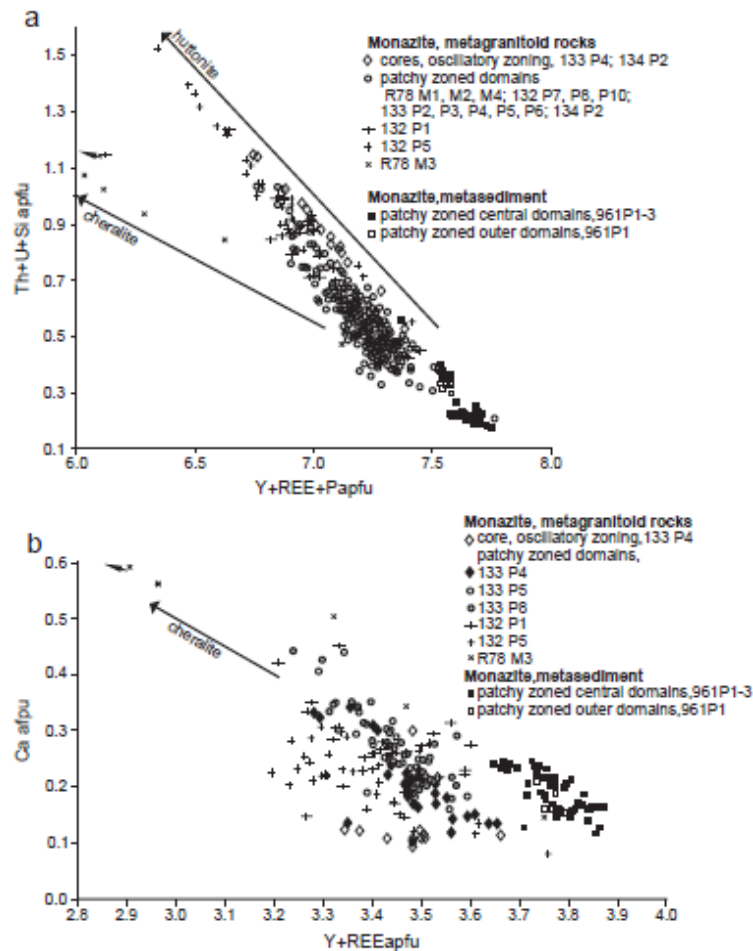 a
huttonite
cheralite
Th+U+Si apfu
1.5
1.3
1.1
0.9
0.7
0.5
0.3
0.1
6.0 6.5 7.0 7.5 8.0
Y+REE+Papfu
Monazite, metagranitoid rocks
cores, oscillatory zoning, 133 P4; 134 P2
patchy zoned domains
R78 M1, M2, M4; 132 P7, P8, P10;
133 P2, P3, P4, P5, P6; 134 P2
132 P1
132 P5
R78 M3
Monazite,metasediment
patchy zoned central domains,961P1-3
patchy zoned outer domains,961P1
b
cheralite
Ca afpu
0.6
0.5
0.4
0.3
0.2
0.1
0.0
2.8 2.9 3.0 3.1 3.2 3.3 3.4 3.5 3.6 3.7 3.8 3.9 4.0
Y+REEapfu
Monazite, metagranitoid rocks
core, oscillatory zoning,133 P4
patchy zoned domains,
133 P4
133 P5
133 P8
132 P1
132 P5
R78 M3
Monazite,metasediment
patchy zoned central domains,961P1-3
patchy zoned outer domains,961P1